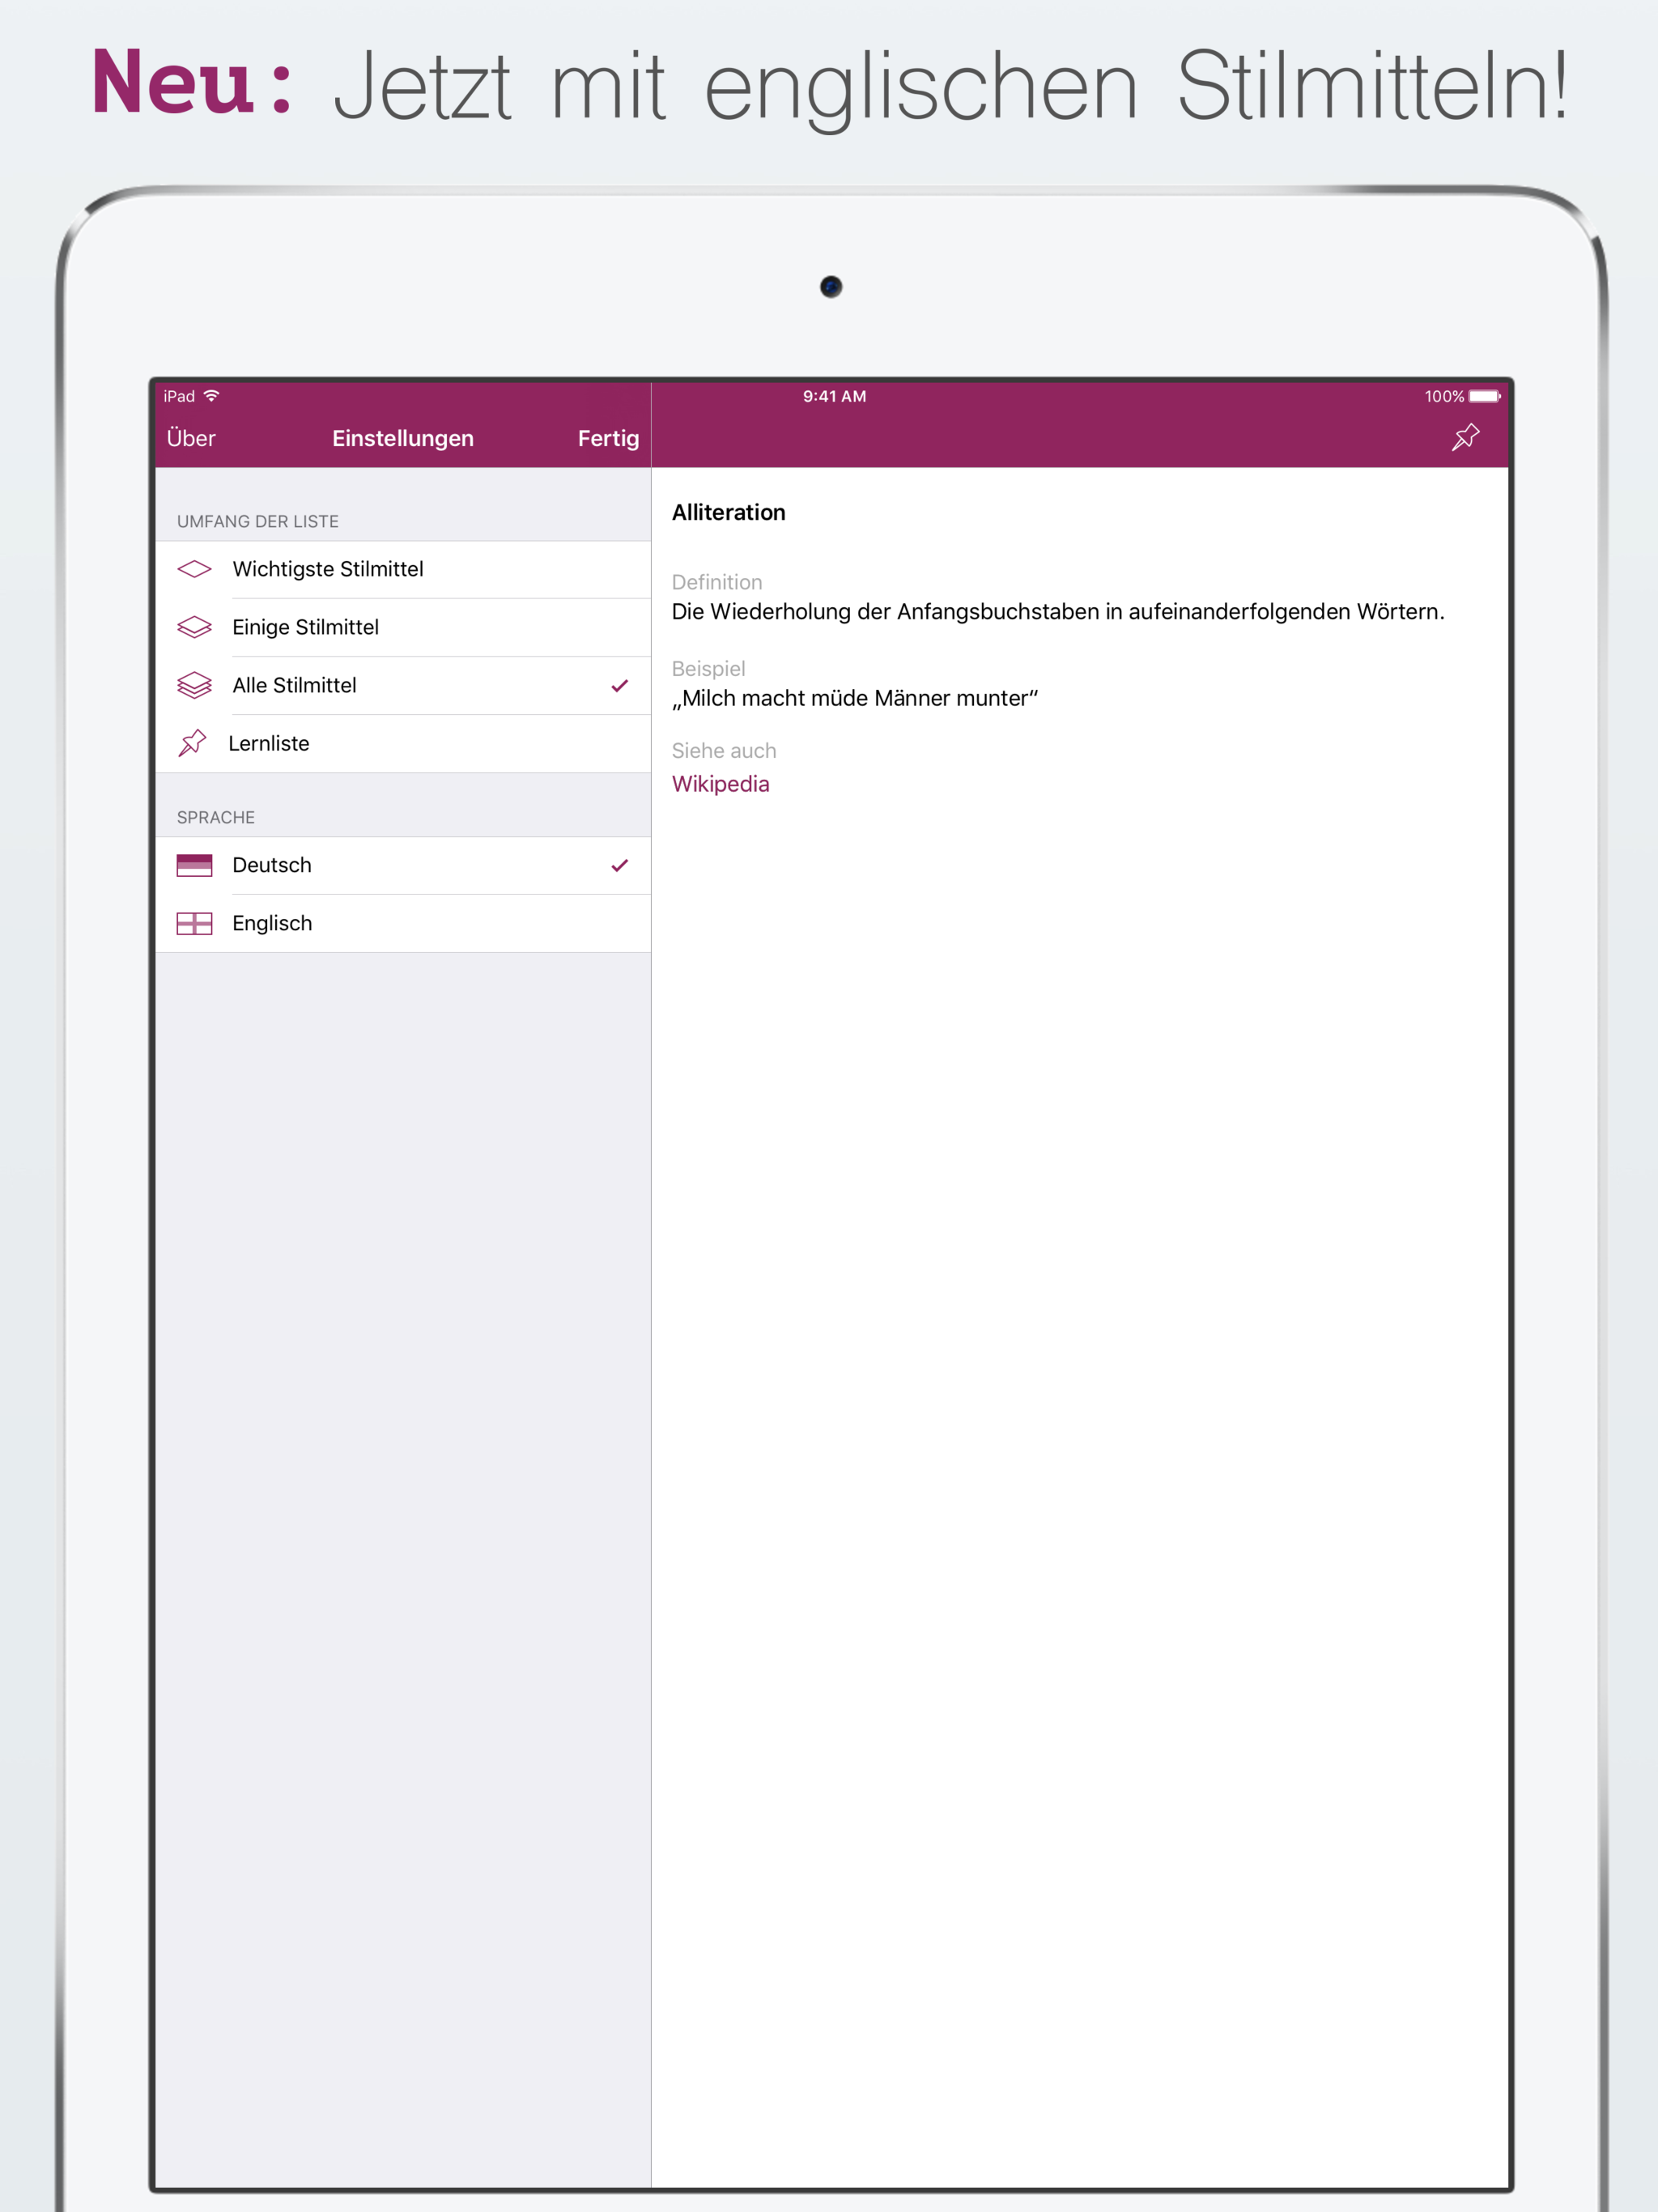 Neu: Jetzt mit englischen Stilmitteln!
iPad 9:41 AM 100%
Über Einstellungen Fertig
UMFANG DER LISTE
Wichtigste Stilmittel
Einige Stilmittel
Alle Stilmittel
Lernliste
SPRACHE
Deutsch
Englisch
Alliteration
Definition
Die Wiederholung der Anfangsbuchstaben in aufeinanderfolgenden Wörtern.
Beispiel
„Milch macht müde Männer munter“
Siehe auch
Wikipedia